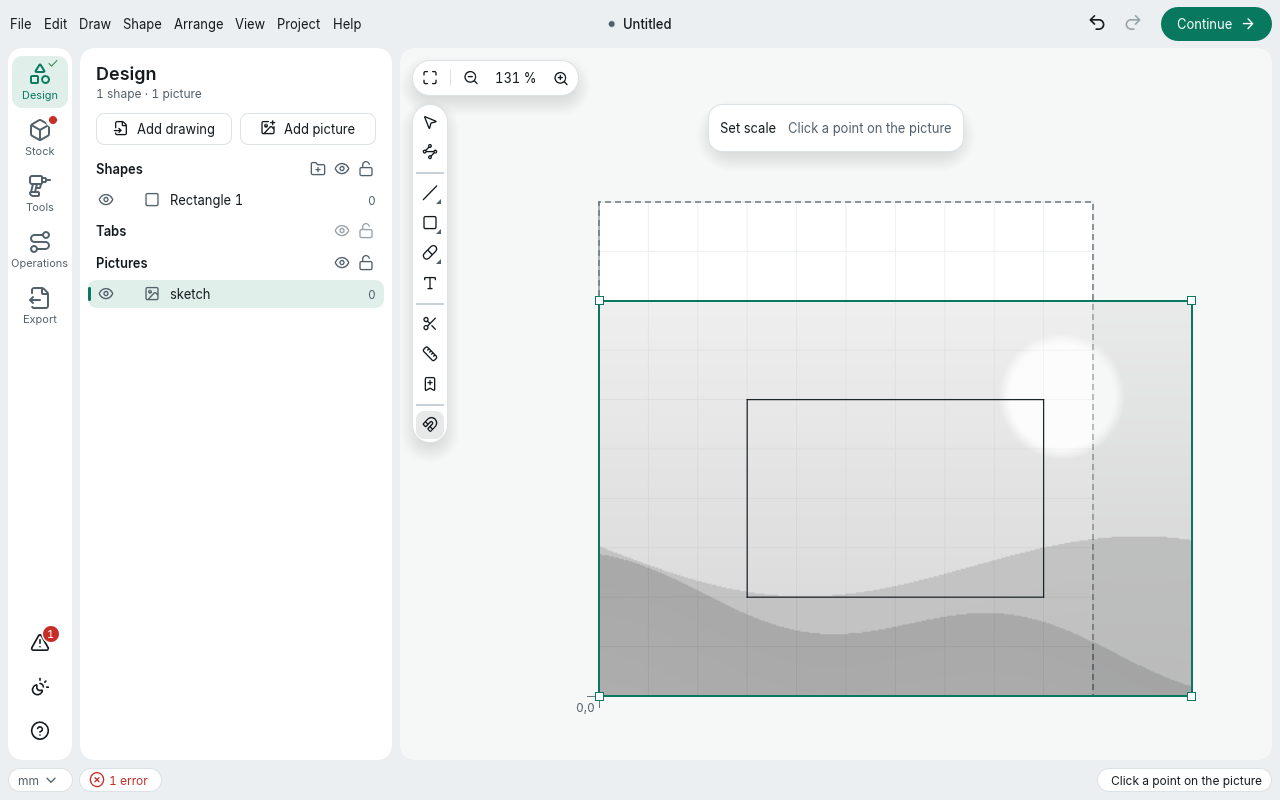 File Edit Draw Shape Arrange View Project Help
Untitled
Continue
Design
Stock
Tools
Operations
Export
1
Design
1 shape · 1 picture
Add drawing
Add picture
Shapes
Rectangle 1 0
Tabs
Pictures
sketch 0
131 %
Set scale Click a point on the picture
0,0
mm
1 error
Click a point on the picture